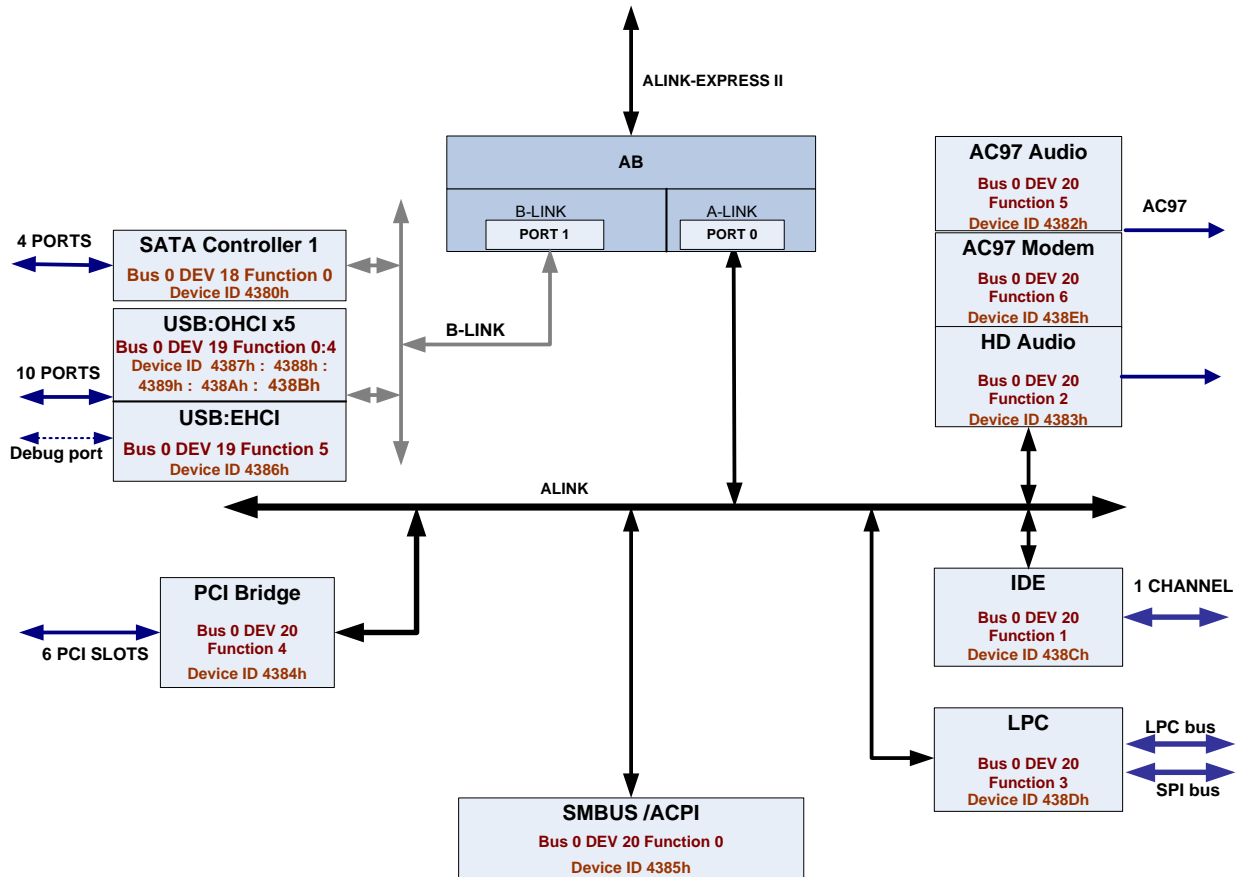 ALINK-EXPRESS II
AB
B-LINK
PORT 1
A-LINK
PORT 0
4 PORTS
SATA Controller 1
Bus 0 DEV 18 Function 0
Device ID 4380h
USB:OHCI x5
Bus 0 DEV 19 Function 0:4
Device ID 4387h : 4388h :
4389h : 438Ah : 438Bh
10 PORTS
USB:EHCI
Bus 0 DEV 19 Function 5
Device ID 4386h
Debug port
B-LINK
AC97 Audio
Bus 0 DEV 20
Function 5
Device ID 4382h
AC97
AC97 Modem
Bus 0 DEV 20
Function 6
Device ID 438Eh
HD Audio
Bus 0 DEV 20
Function 2
Device ID 4383h
ALINK
PCI Bridge
Bus 0 DEV 20
Function 4
Device ID 4384h
6 PCI SLOTS
IDE
Bus 0 DEV 20
Function 1
Device ID 438Ch
1 CHANNEL
LPC
Bus 0 DEV 20
Function 3
Device ID 438Dh
LPC bus
SPI bus
SMBUS /ACPI
Bus 0 DEV 20 Function 0
Device ID 4385h